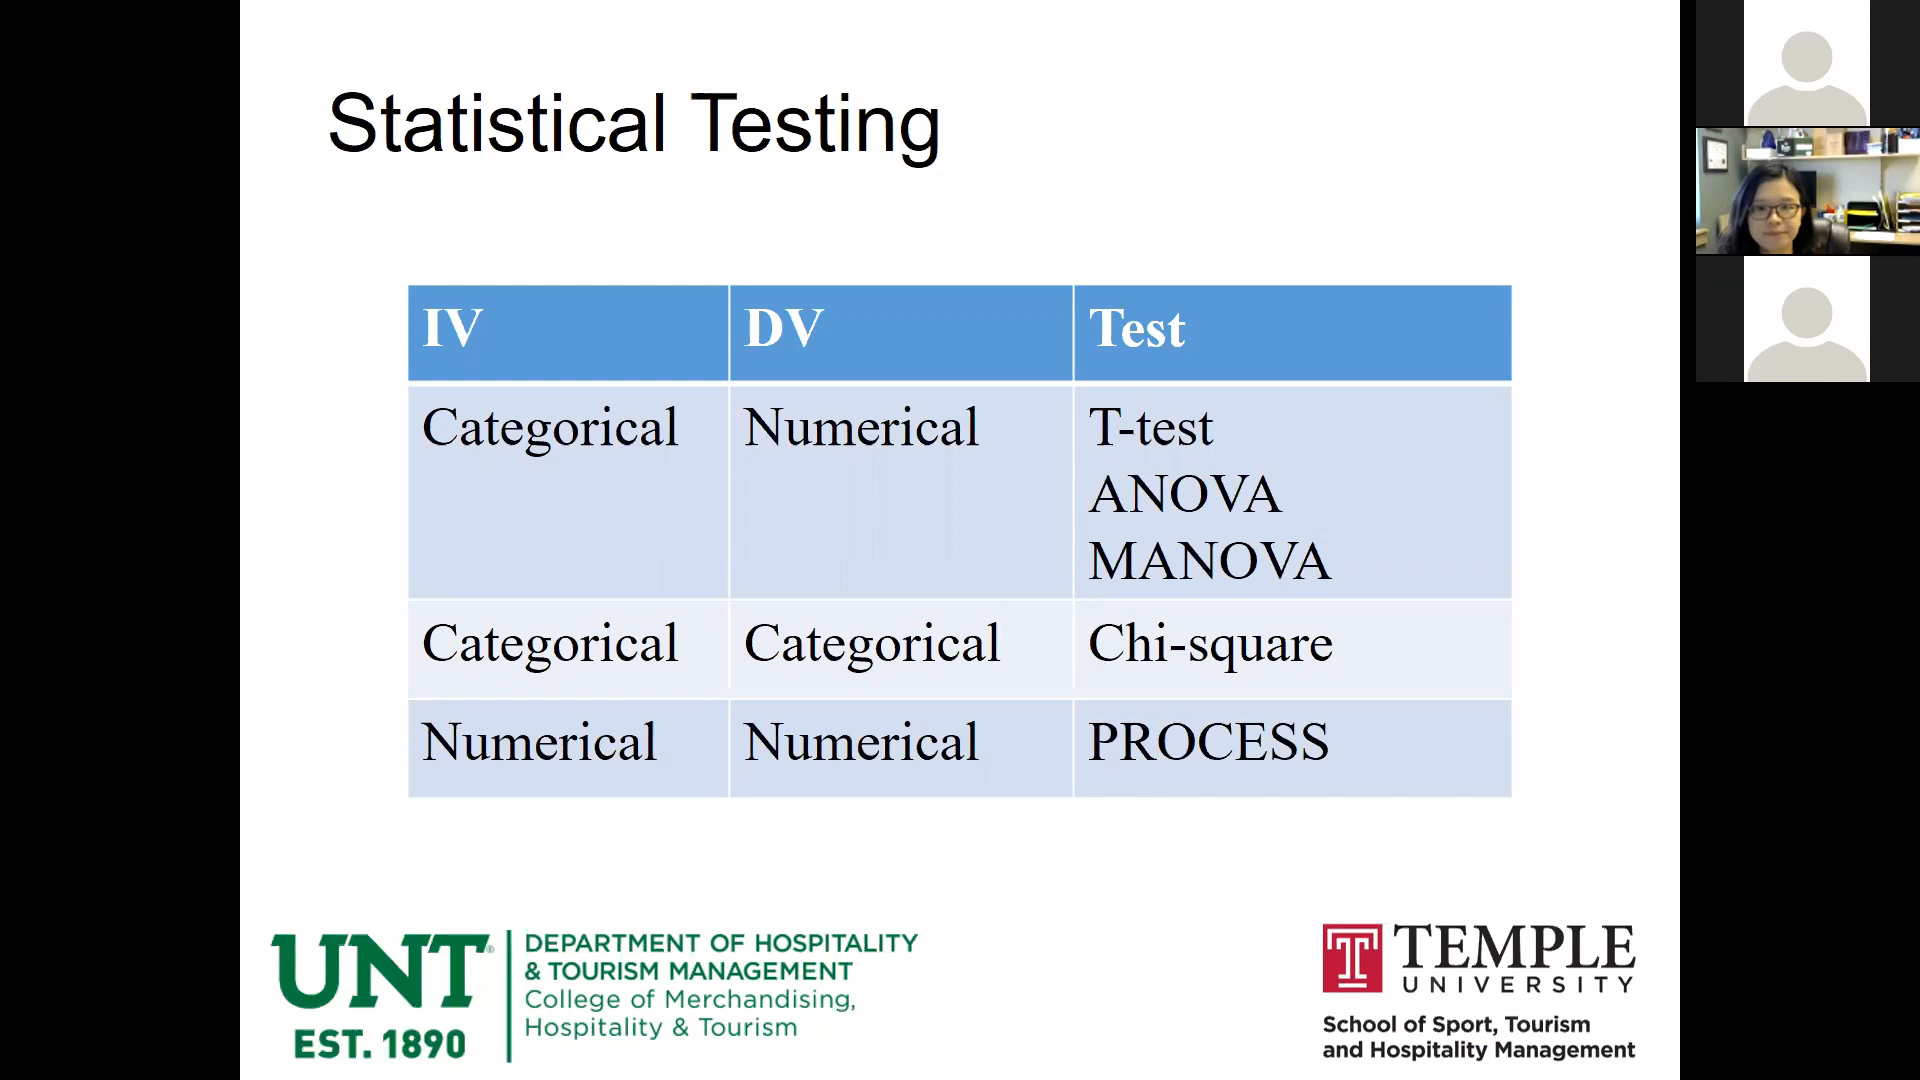 Statistical Testing
IV DV Test
Categorical Numerical T-test
ANOVA
MANOVA
Categorical Categorical Chi-square
Numerical Numerical PROCESS
UNT®
EST. 1890
DEPARTMENT OF HOSPITALITY
& TOURISM MANAGEMENT
College of Merchandising,
Hospitality & Tourism
T TEMPLE
UNIVERSITY
School of Sport, Tourism
and Hospitality Management